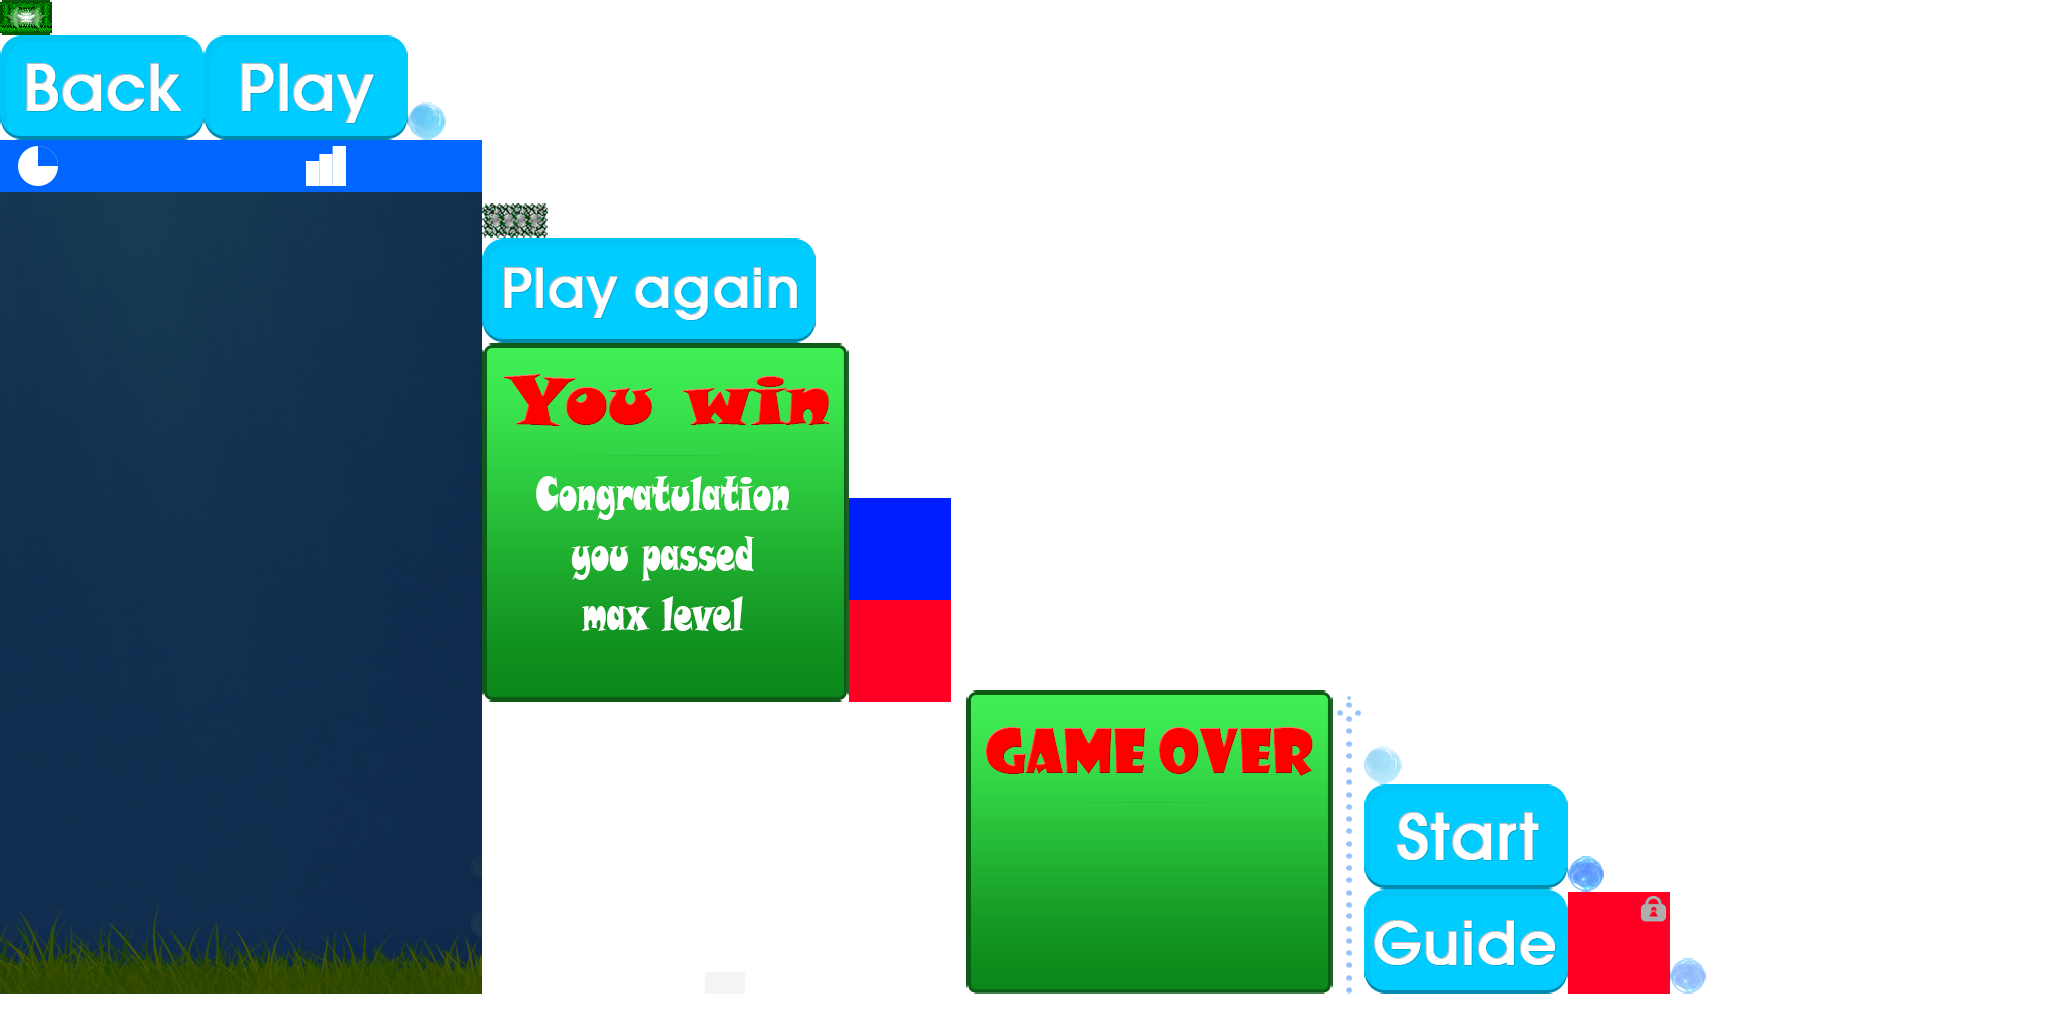 Back
Play
Play again
You win
Congratulation
you passed
max level
GAME OVER
Start
Guide